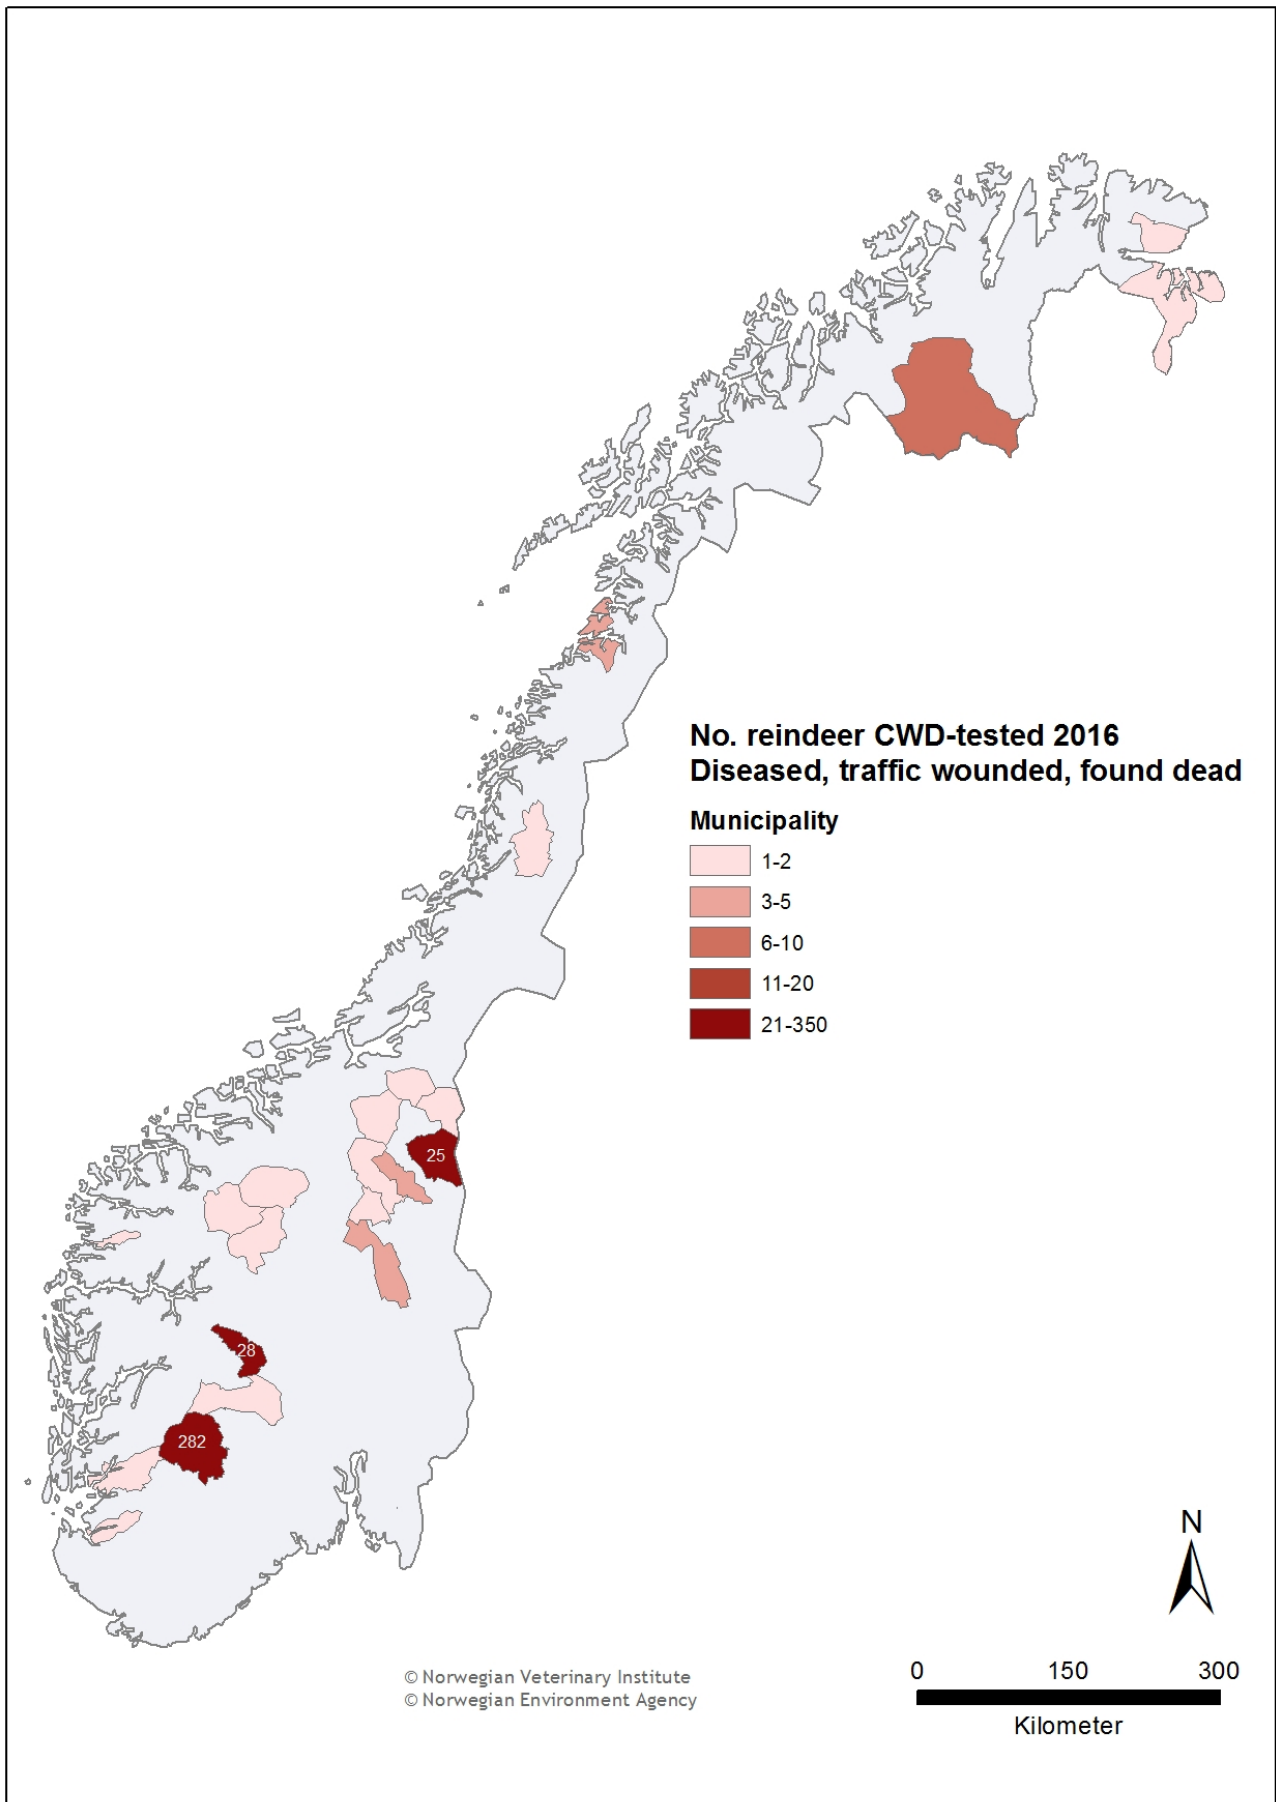 No. reindeer CWD-tested 2016
Diseased, traffic wounded, found dead
Municipality
1-2
3-5
6-10
11-20
21-350
25
28
282
N
© Norwegian Veterinary Institute
© Norwegian Environment Agency
0 150 300
Kilometer